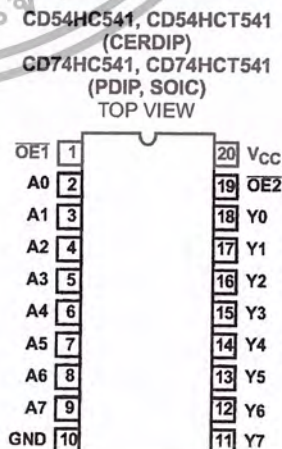 CD54HC541, CD54HCT541
(CERDIP)
CD74HC541, CD74HCT541
(PDIP, SOIC)
TOP VIEW
OE1 1 20 VCC
A0 2 19 OE2
A1 3 18 Y0
A2 4 17 Y1
A3 5 16 Y2
A4 6 15 Y3
A5 7 14 Y4
A6 8 13 Y5
A7 9 12 Y6
GND 10 11 Y7